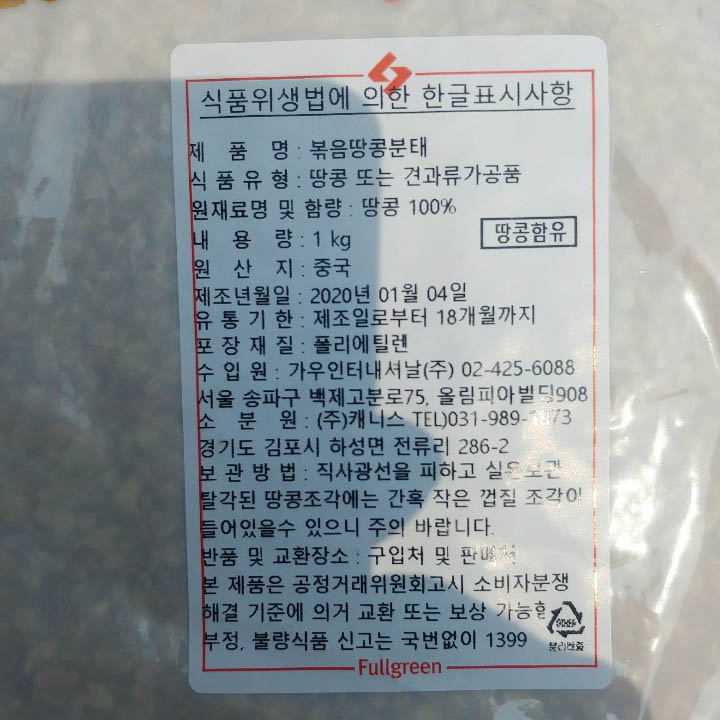 식품위생법에 의한 한글표시사항
제 품 명 : 볶음땅콩분태
식품유형 : 땅콩 또는 견과류가공품
원재료명 및 함량 : 땅콩 100%
내 용 량 : 1 kg
땅콩함유
원 산 지 : 중국
제조년월일 : 2020년 01월 04일
유통기한 : 제조일로부터 18개월까지
포장재질 : 폴리에틸렌
수 입 원 : 가우인터내셔날(주) 02-425-6088
서울 송파구 백제고분로75, 올림피아빌딩908
소 분 원 : (주)캐니스 TEL)031-989-
경기도 김포시 하성면 전류리 286-2
보관방법 : 직사광선을 피하고 실온보관
탈각된 땅콩조각에는 간혹 작은 껍질 조각이
들어있을수 있으니 주의 바랍니다.
반품 및 교환장소 : 구입처 및 판매처
본 제품은 공정거래위원회고시 소비자분쟁
해결 기준에 의거 교환 또는 보상 가능함
부정, 불량식품 신고는 국번없이 1399
분리배출
Fullgreen